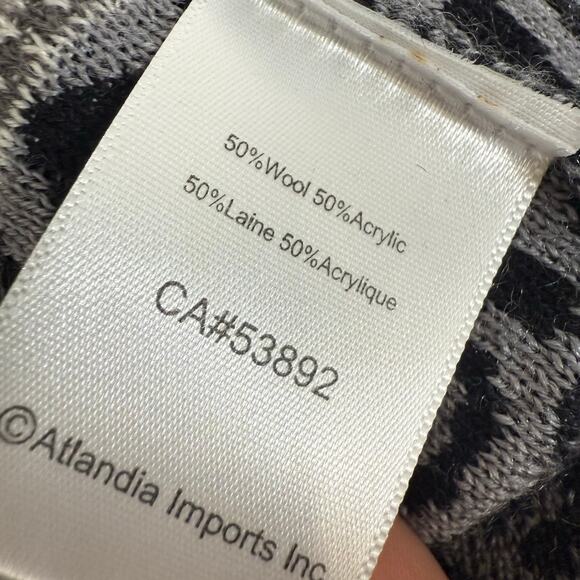 50%Wool 50%Acrylic
50%Laine 50%Acrylique
CA#53892
©Atlandia Imports Inc